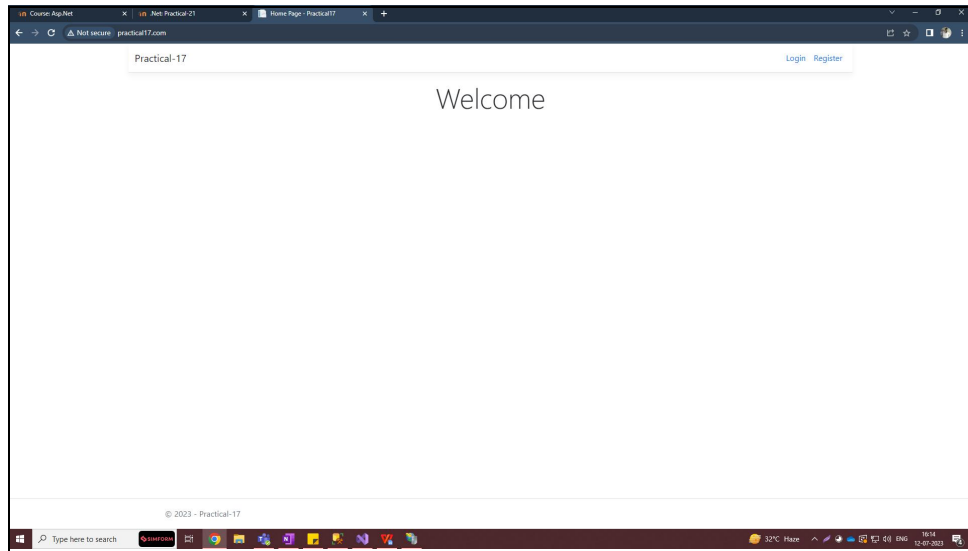 Course: Asp.Net
.Net: Practical-21
Home Page - Practical17
Not secure
practical17.com
Practical-17
Login
Register
Welcome
© 2023 - Practical-17
Type here to search
SIMFORM
32°C Haze
ENG
16:14
12-07-2023